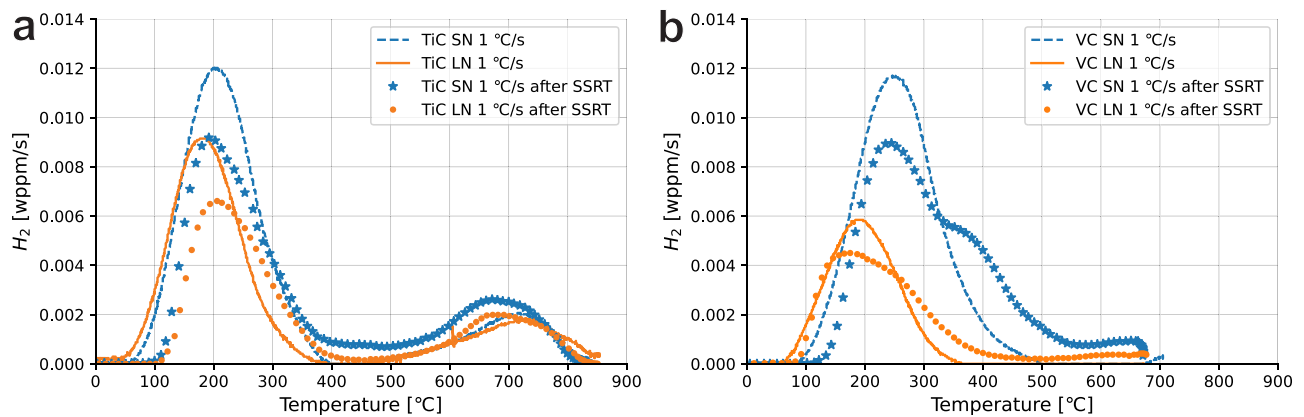 a
0.014
0.012
0.010
0.008
0.006
0.004
0.002
0.000
H2 [wppm/s]
0 100 200 300 400 500 600 700 800 900
Temperature [℃]
TiC SN 1 ℃/s
TiC LN 1 ℃/s
TiC SN 1 ℃/s after SSRT
TiC LN 1 ℃/s after SSRT
b
0.014
0.012
0.010
0.008
0.006
0.004
0.002
0.000
H2 [wppm/s]
0 100 200 300 400 500 600 700 800 900
Temperature [℃]
VC SN 1 ℃/s
VC LN 1 ℃/s
VC SN 1 ℃/s after SSRT
VC LN 1 ℃/s after SSRT